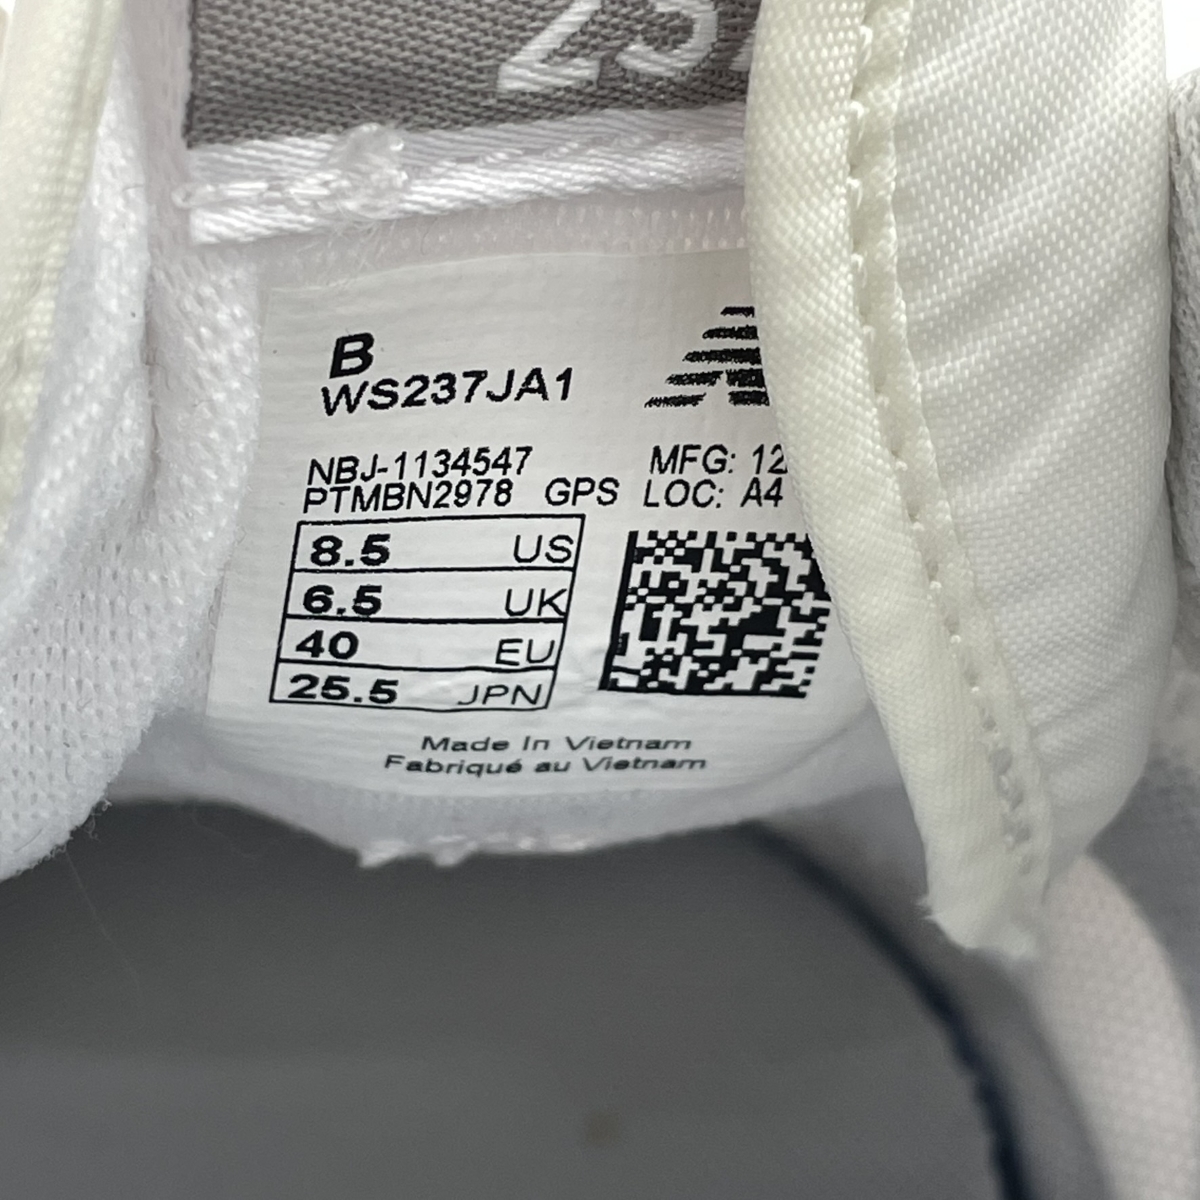 237
B
WS237JA1
NBJ-1134547 MFG: 12
PTMBN2978 GPS LOC: A4
8.5 US
6.5 UK
40 EU
25.5 JPN
Made In Vietnam
Fabriqué au Vietnam